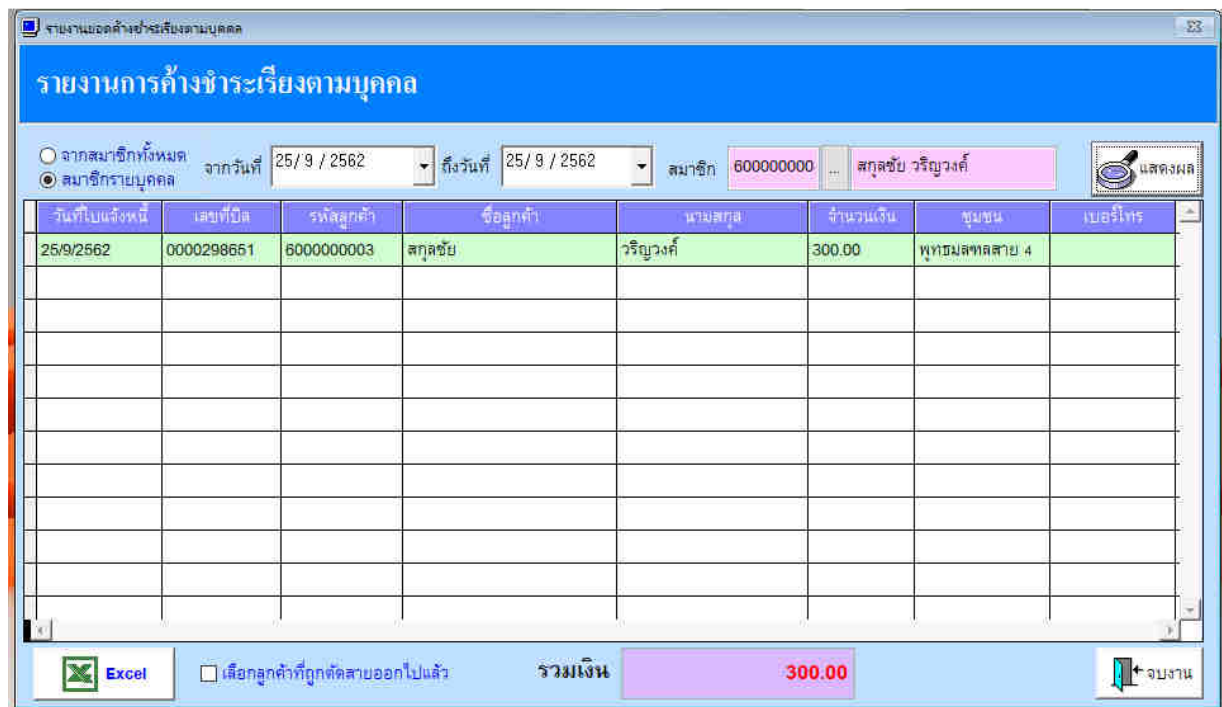 รายงานยอดค้างชำระเรียงตามบุคคล
รายงานการค้างชำระเรียงตามบุคคล
จากสมาชิกทั้งหมด
สมาชิกรายบุคคล
จากวันที่ 25/ 9 / 2562 ถึงวันที่ 25/ 9 / 2562 สมาชิก 600000000 ... สกุลชัย วริญวงค์ แสดงผล
วันที่ใบแจ้งหนี้ เลขที่บิล รหัสลูกค้า ชื่อลูกค้า นามสกุล จำนวนเงิน ชุมชน เบอร์โทร
25/9/2562 0000298651 6000000003 สกุลชัย วริญวงค์ 300.00 พุทธมลฑลสาย 4
Excel เลือกลูกค้าที่ถูกตัดสายออกไปแล้ว รวมเงิน 300.00 จบงาน